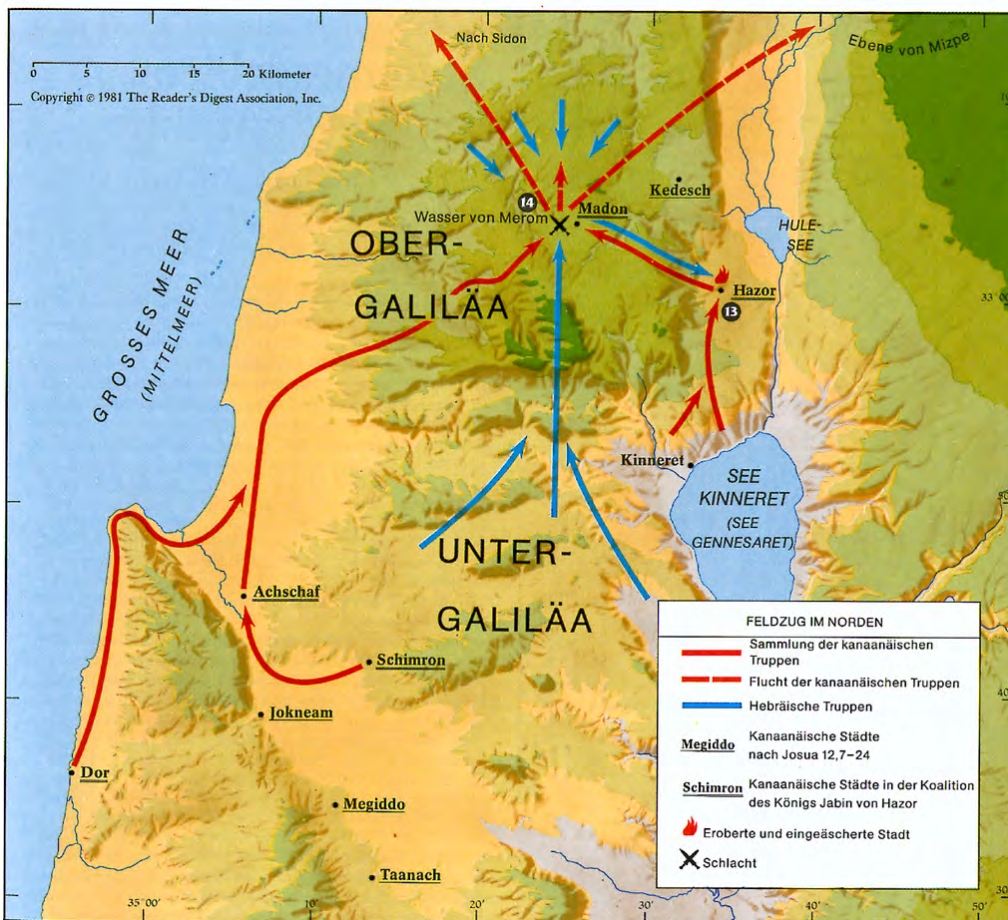 Nach Sidon
Ebene von Mizpe
0 5 10 15 20 Kilometer
Copyright © 1981 The Reader's Digest Association, Inc.
Kedesch
14
Wasser von Merom
Madon
HULE-
SEE
OBER-
GALILÄA
Hazor
13
33° 0
GROSSES MEER
(MITTELMEER)
Kinneret
SEE
KINNERET
(SEE
GENNESARET)
UNTER-
GALILÄA
Achschaf
Schimron
Jokneam
Dor
Megiddo
Taanach
FELDZUG IM NORDEN
Sammlung der kanaanäischen
Truppen
Flucht der kanaanäischen Truppen
Hebräische Truppen
Megiddo
Kanaanäische Städte
nach Josua 12,7–24
Schimron
Kanaanäische Städte in der Koalition
des Königs Jabin von Hazor
Eroberte und eingeäscherte Stadt
Schlacht
40
35° 00'
10'
20'
30'
40'
50'